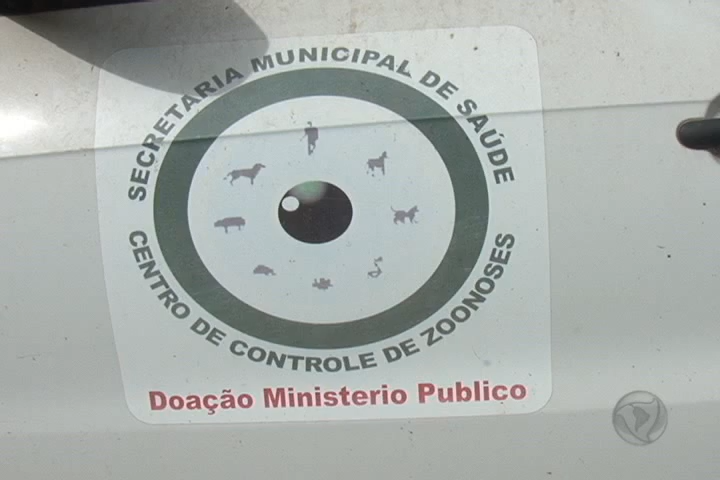 SECRETARIA MUNICIPAL DE SAÚDE
CENTRO DE CONTROLE DE ZOONOSES
Doação Ministerio Publico